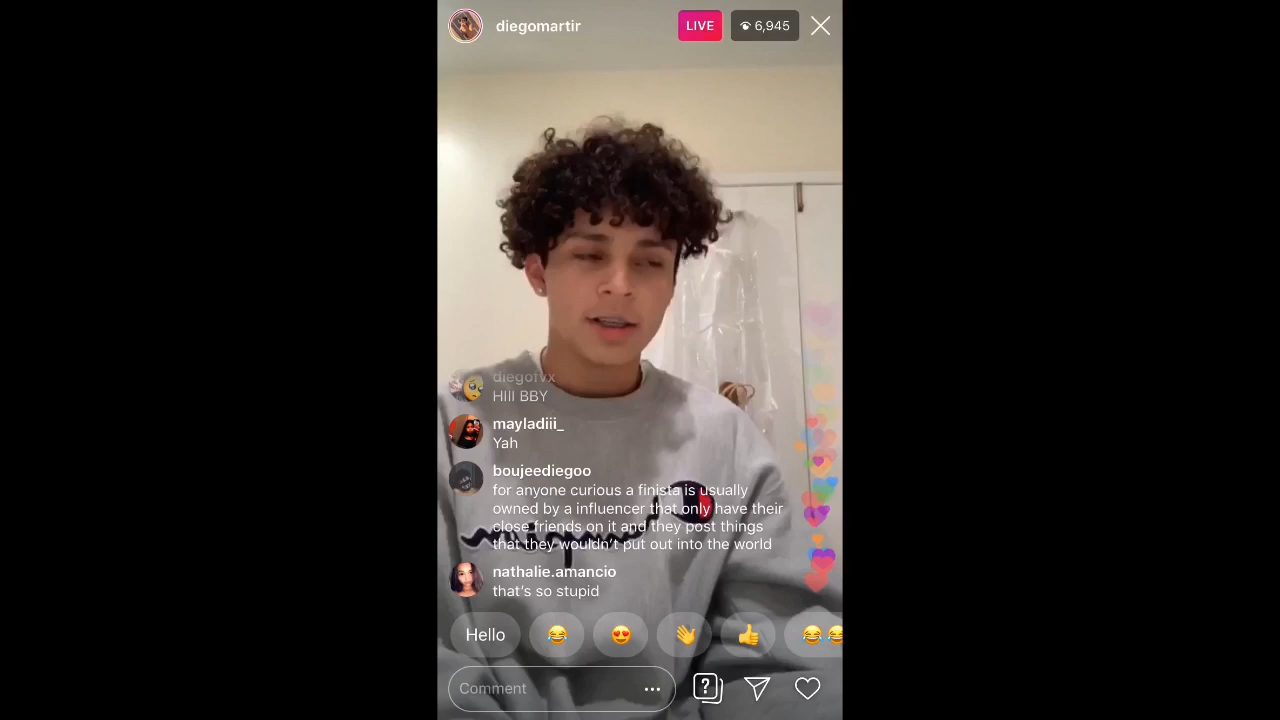 diegomartir
LIVE
6,945
diegofvx
HIII BBY
mayladiii_
Yah
boujeediegoo
for anyone curious a finista is usually
owned by a influencer that only have their
close friends on it and they post things
that they wouldn't put out into the world
nathalie.amancio
that's so stupid
Hello
Comment